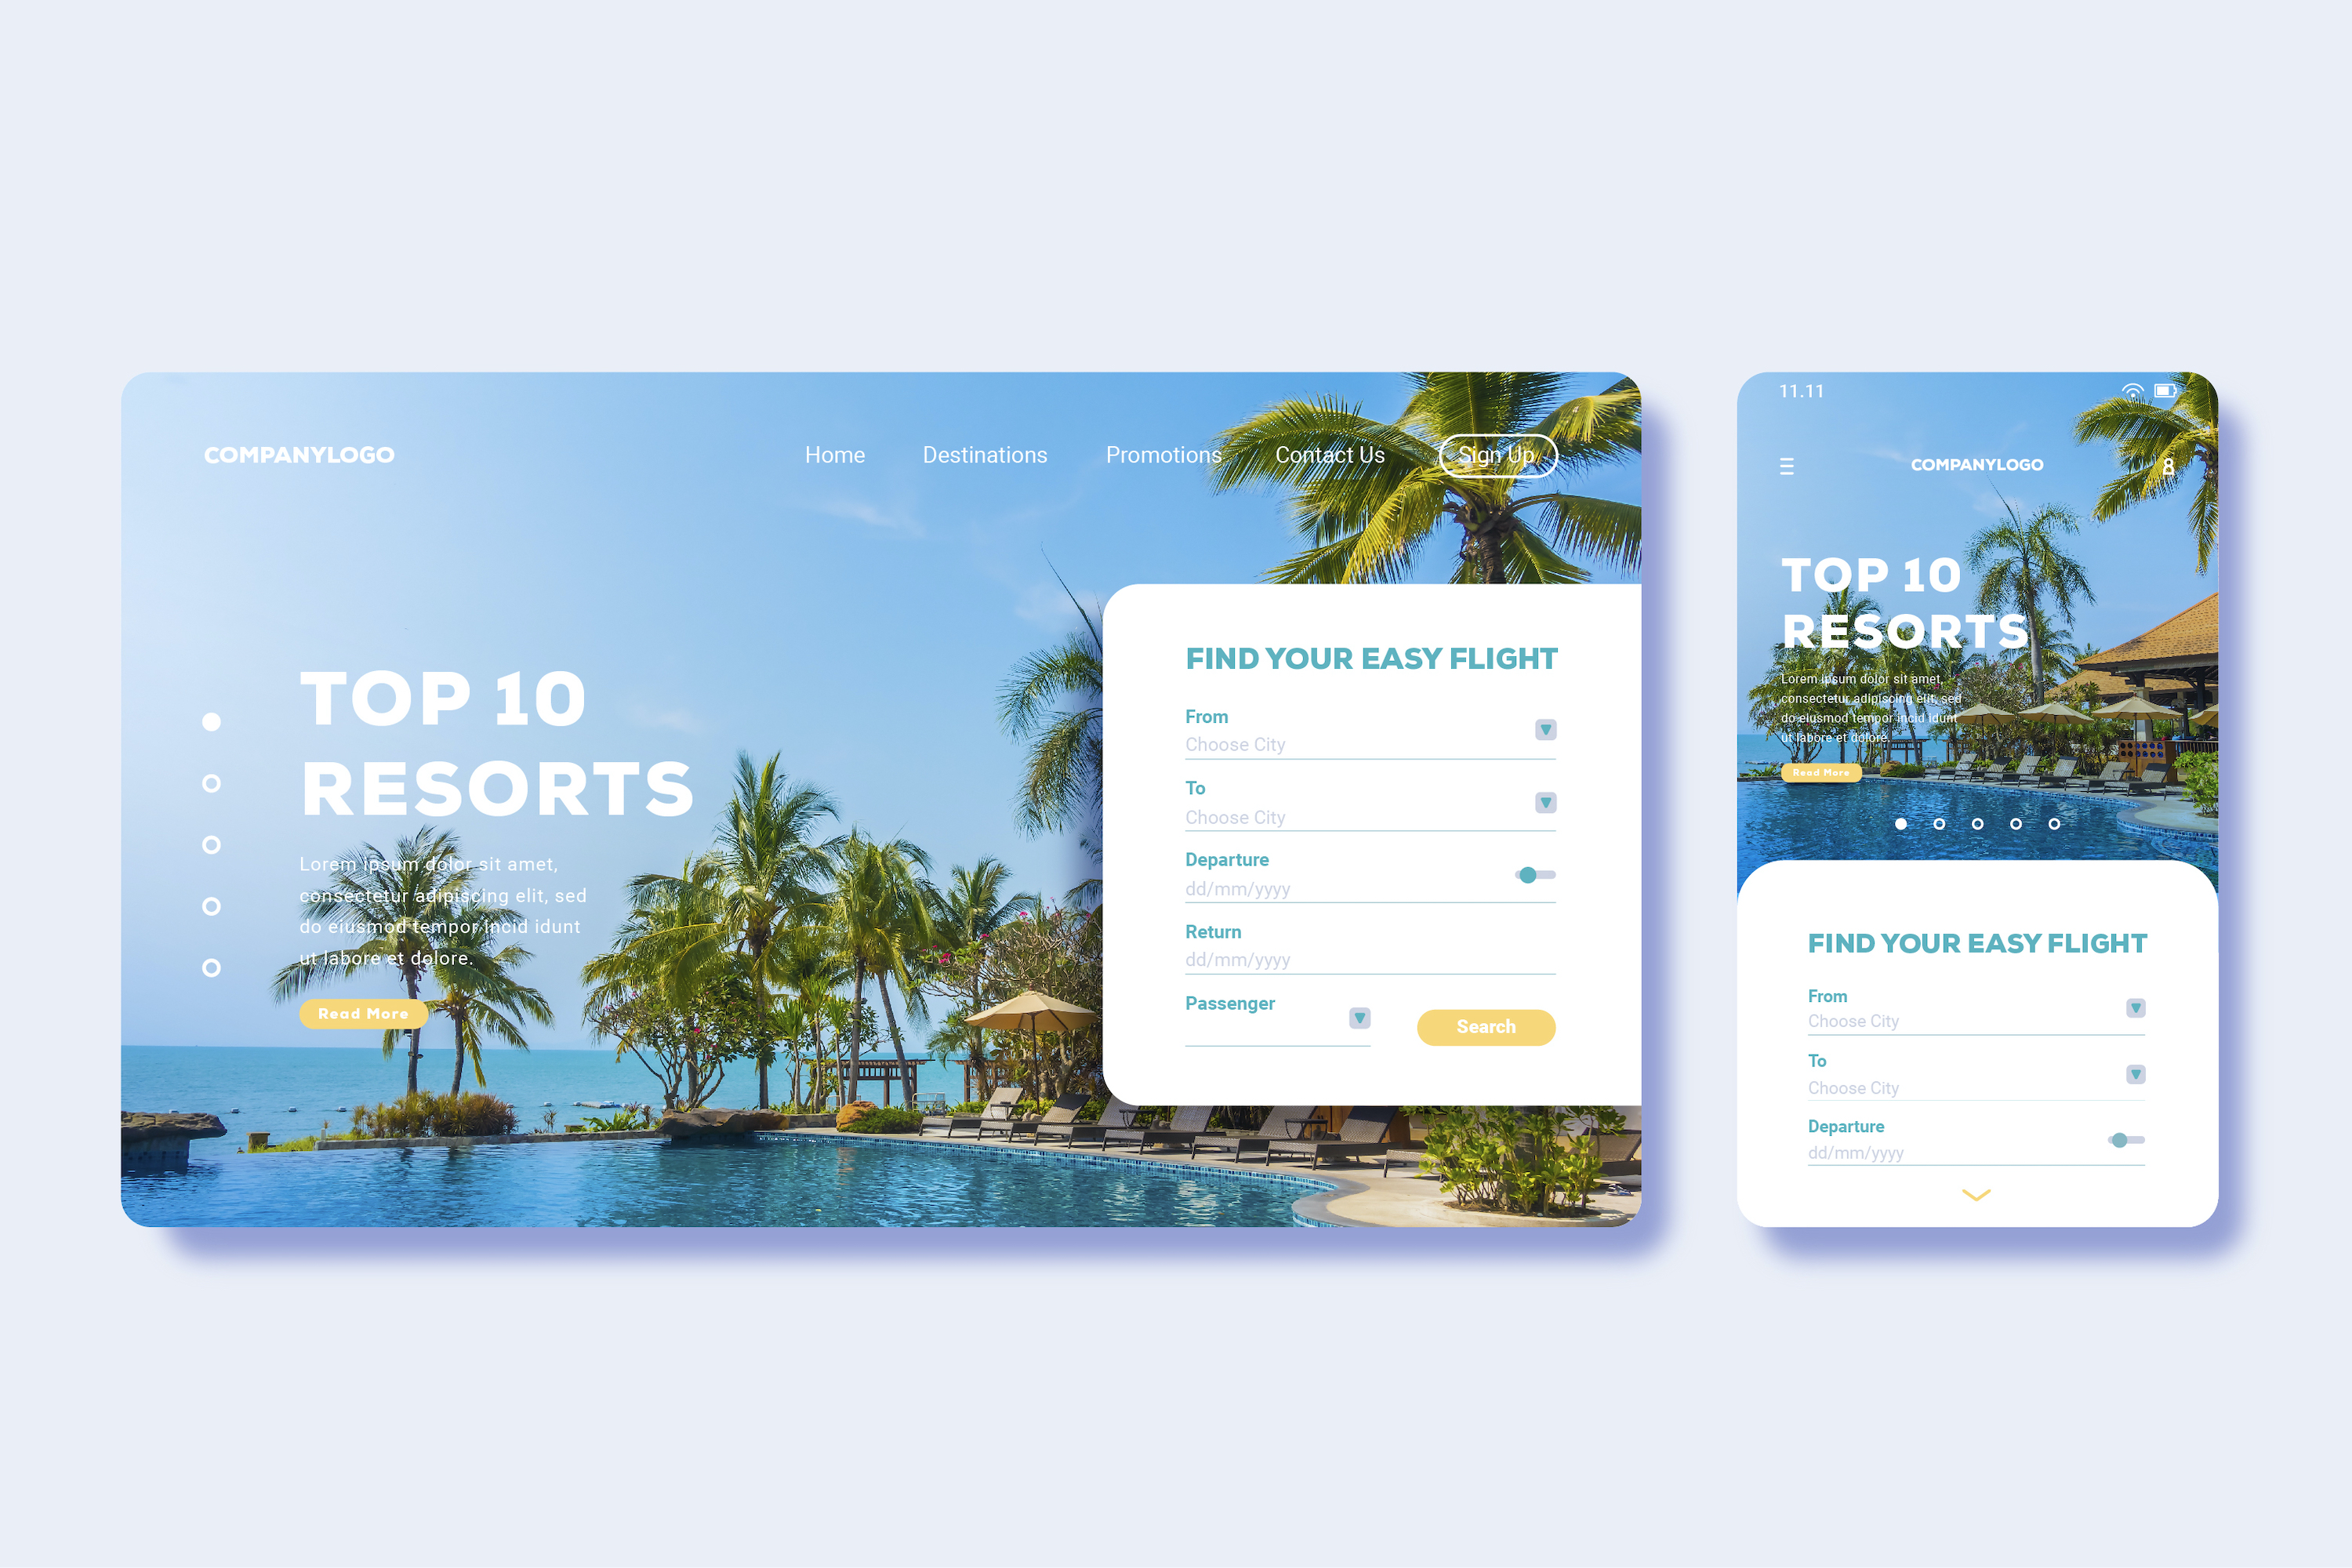 COMPANYLOGO
Home Destinations Promotions Contact Us Sign Up
TOP 10
RESORTS
Lorem ipsum dolor sit amet,
consectetur adipiscing elit, sed
do eiusmod tempor incid idunt
ut labore et dolore.
Read More
FIND YOUR EASY FLIGHT
From
Choose City
To
Choose City
Departure
dd/mm/yyyy
Return
dd/mm/yyyy
Passenger
Search
11.11
COMPANYLOGO
TOP 10
RESORTS
Lorem ipsum dolor sit amet,
consectetur adipiscing elit, sed
do eiusmod tempor incid idunt
ut labore et dolore.
Read More
FIND YOUR EASY FLIGHT
From
Choose City
To
Choose City
Departure
dd/mm/yyyy